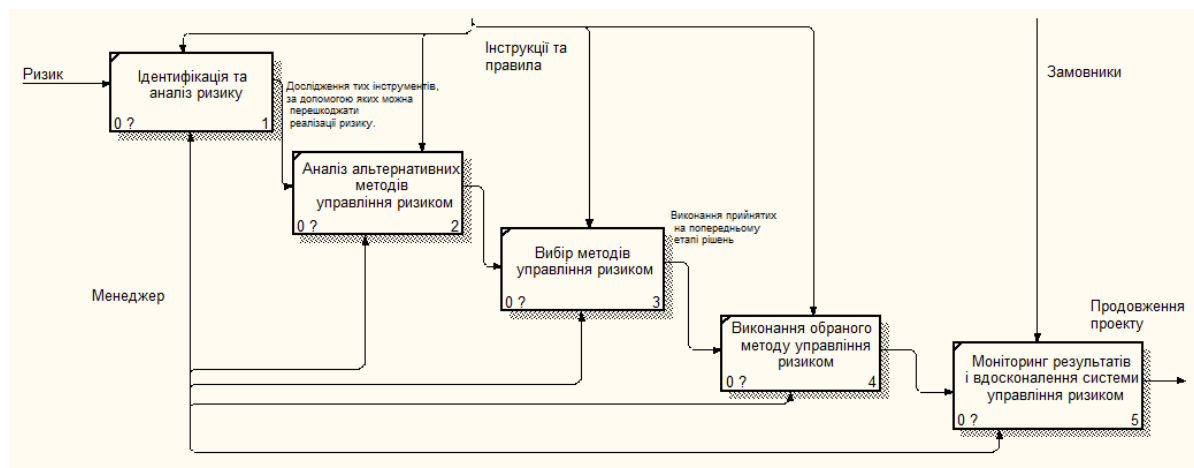 Ризик
Ідентифікація та
аналіз ризику
0 ?
1
Дослідження тих інструментів,
за допомогою яких можна
перешкоджати
реалізації ризику.
Інструкції та
правила
Замовники
Аналіз альтернативних
методів
управління ризиком
0 ?
2
Вибір методів
управління ризиком
0 ?
3
Виконання прийнятих
на попередньому
етапі рішень
Менеджер
Виконання обраного
методу управління
ризиком
0 ?
4
Продовження
проекту
Моніторинг результатів
і вдосконалення системи
управління ризиком
0 ?
5